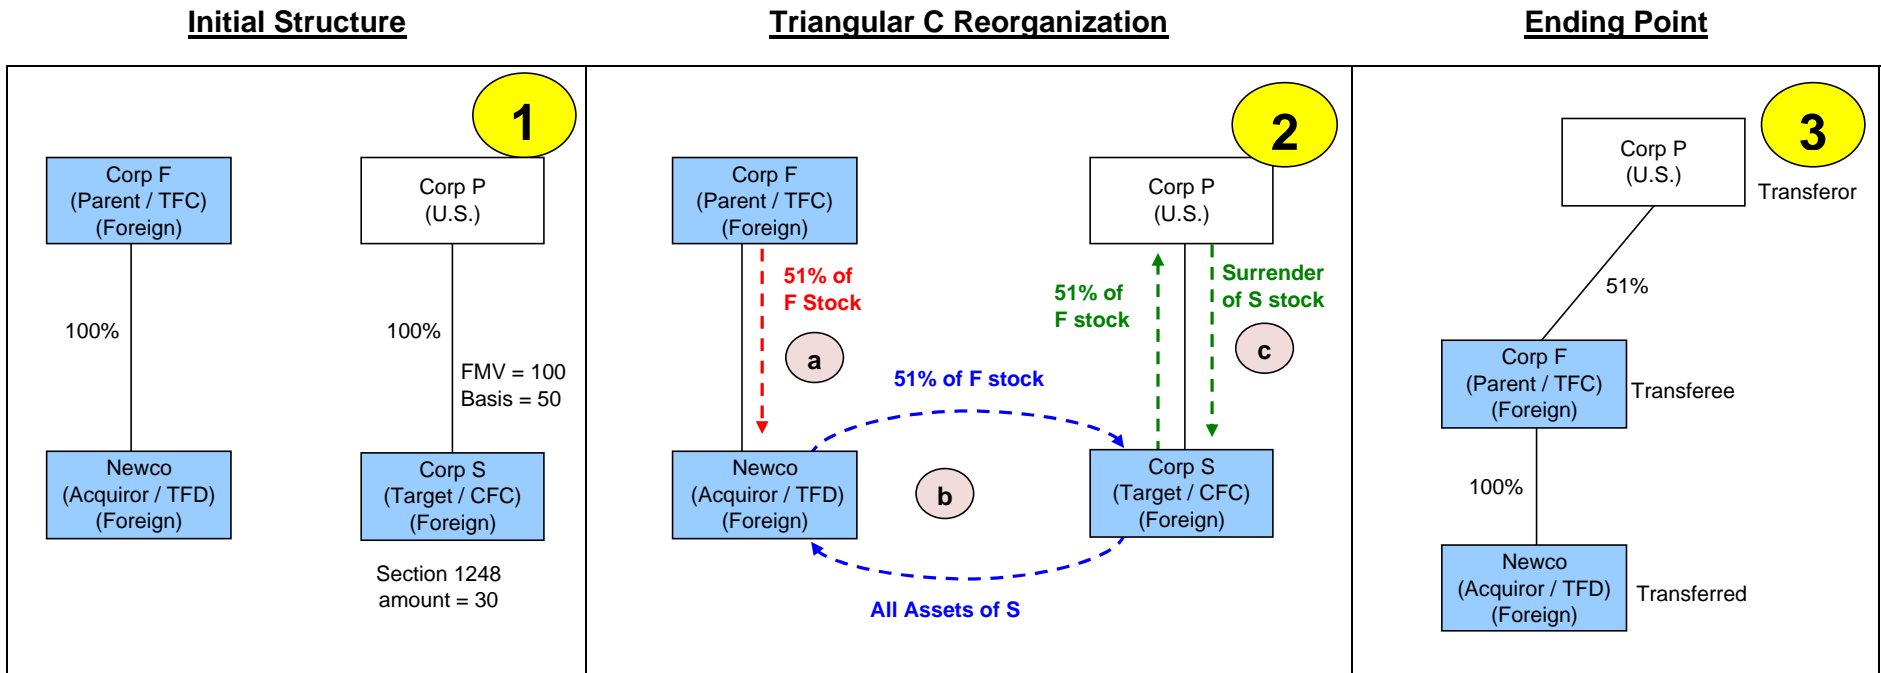 Initial Structure
Triangular C Reorganization
Ending Point
1
Corp F
(Parent / TFC)
(Foreign)
Corp P
(U.S.)
100%
100%
FMV = 100
Basis = 50
Newco
(Acquiror / TFD)
(Foreign)
Corp S
(Target / CFC)
(Foreign)
Section 1248
amount = 30
2
Corp F
(Parent / TFC)
(Foreign)
Corp P
(U.S.)
51% of
F Stock
a
51% of
F stock
Surrender
of S stock
c
51% of F stock
Newco
(Acquiror / TFD)
(Foreign)
b
Corp S
(Target / CFC)
(Foreign)
All Assets of S
3
Corp P
(U.S.)
Transferor
51%
Corp F
(Parent / TFC)
(Foreign)
Transferee
100%
Newco
(Acquiror / TFD)
(Foreign)
Transferred